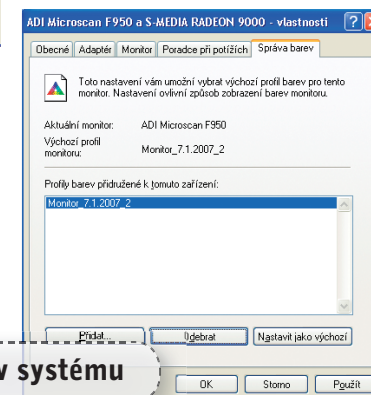 ADI Microscan F950 a S-MEDIA RADEON 9000 - vlastnosti
Obecné Adaptér Monitor Poradce při potížích Správa barev
Toto nastavení vám umožní vybrat výchozí profil barev pro tento
monitor. Nastavení ovlivní způsob zobrazení barev monitoru.
Aktuální monitor: ADI Microscan F950
Výchozí profil
monitoru: Monitor_7.1.2007_2
Profily barev přidružené k tomuto zařízení:
Monitor_7.1.2007_2
Přidat... Odebrat Nastavit jako výchozí
v systému
OK Storno Použít